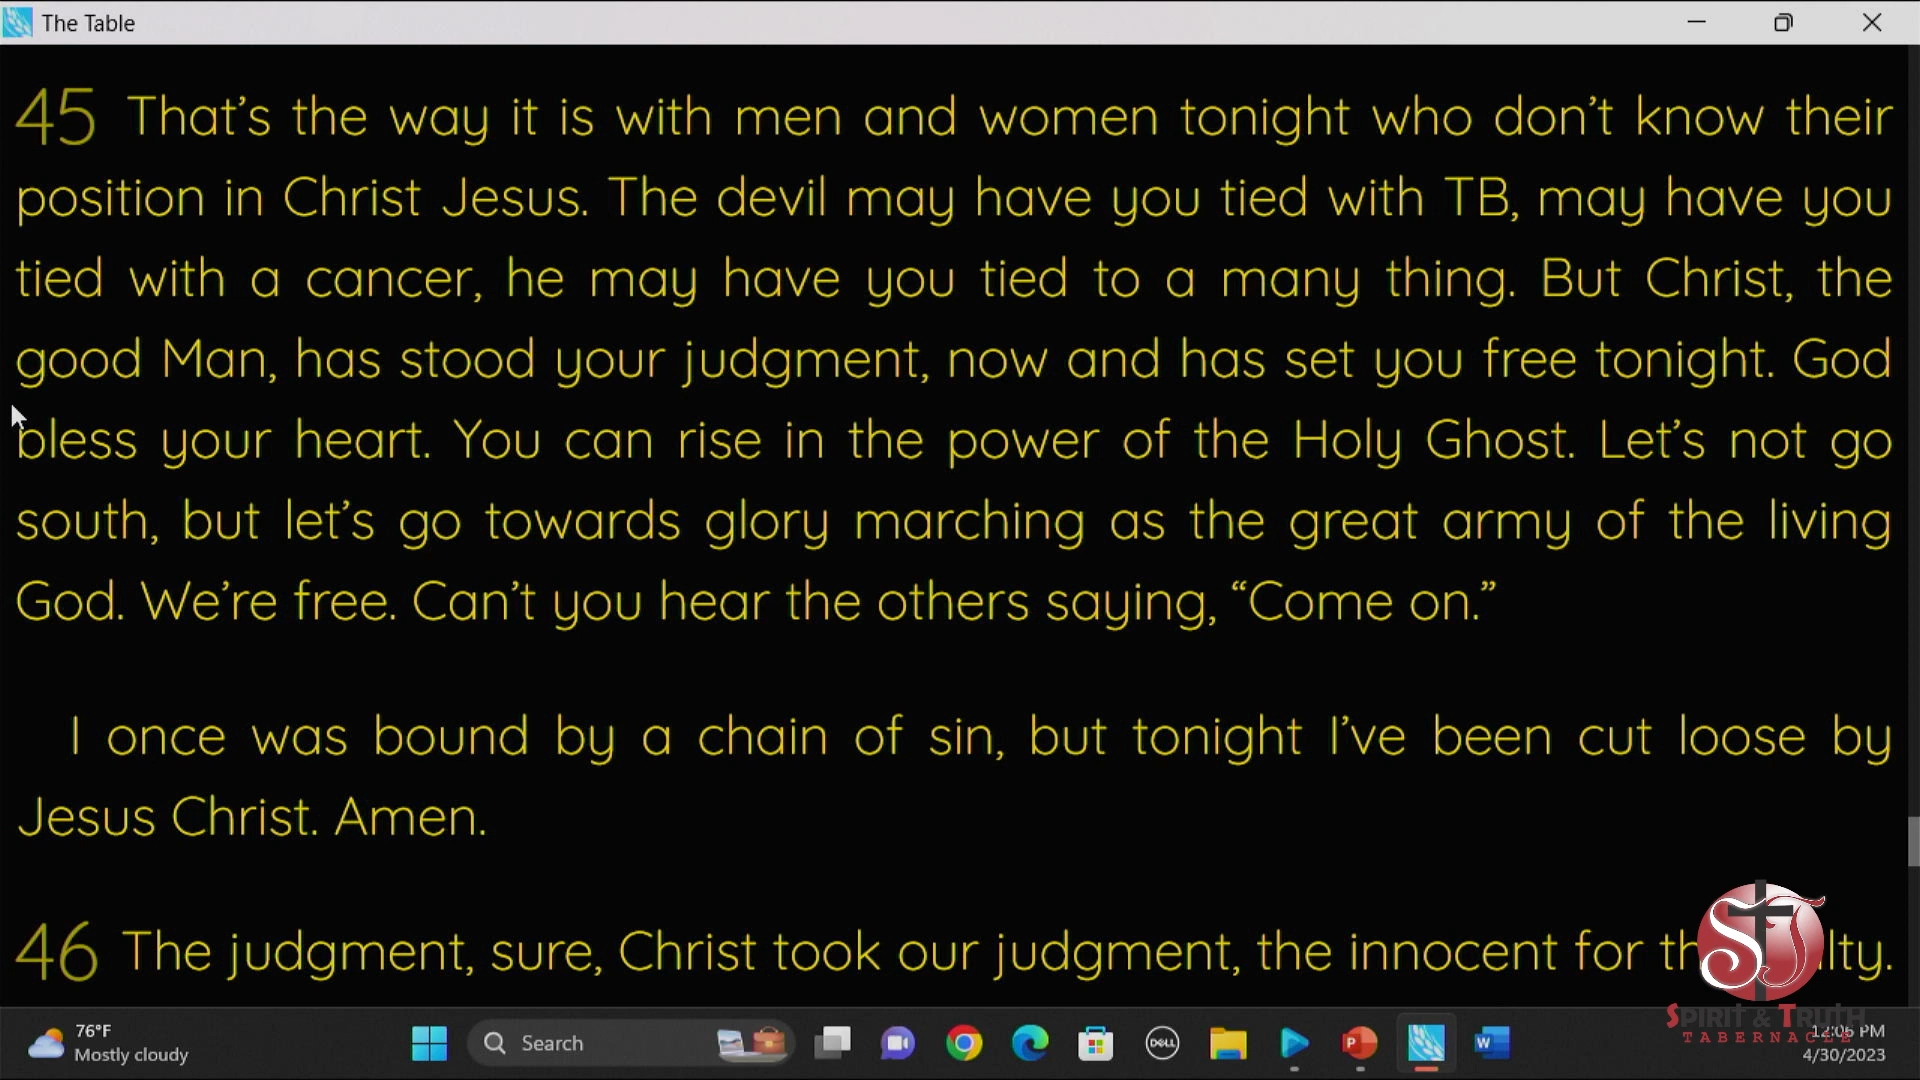 The Table
45 That’s the way it is with men and women tonight who don’t know their
position in Christ Jesus. The devil may have you tied with TB, may have you
tied with a cancer, he may have you tied to a many thing. But Christ, the
good Man, has stood your judgment, now and has set you free tonight. God
bless your heart. You can rise in the power of the Holy Ghost. Let’s not go
south, but let’s go towards glory marching as the great army of the living
God. We’re free. Can’t you hear the others saying, “Come on.”
I once was bound by a chain of sin, but tonight I’ve been cut loose by
Jesus Christ. Amen.
46 The judgment, sure, Christ took our judgment, the innocent for
ST
SPIRIT & TRUTH
TABERNACLE
76°F
Mostly cloudy
Search
DELL
P
W
12:06 PM
4/30/2023